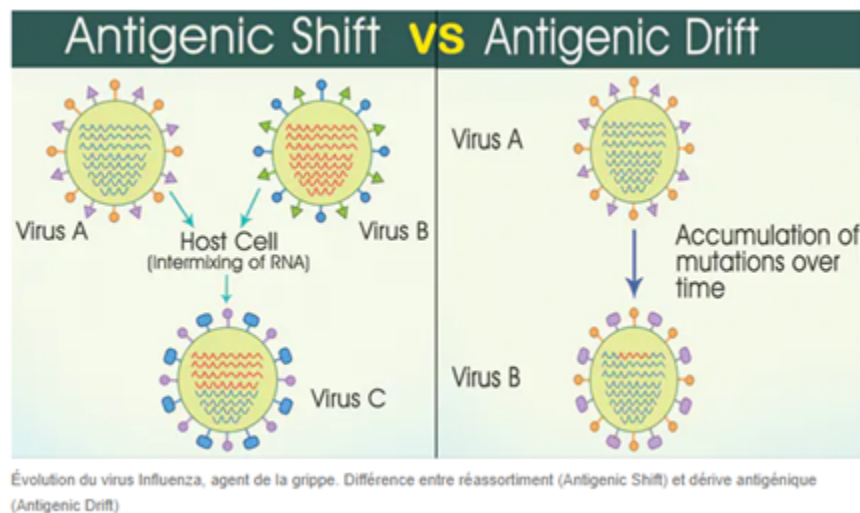 Antigenic Shift vs Antigenic Drift
Virus A
Virus B
Host Cell
(Intermixing of RNA)
Virus C
Virus A
Accumulation of
mutations over
time
Virus B
Évolution du virus Influenza, agent de la grippe. Différence entre réassortiment (Antigenic Shift) et dérive antigénique
(Antigenic Drift)